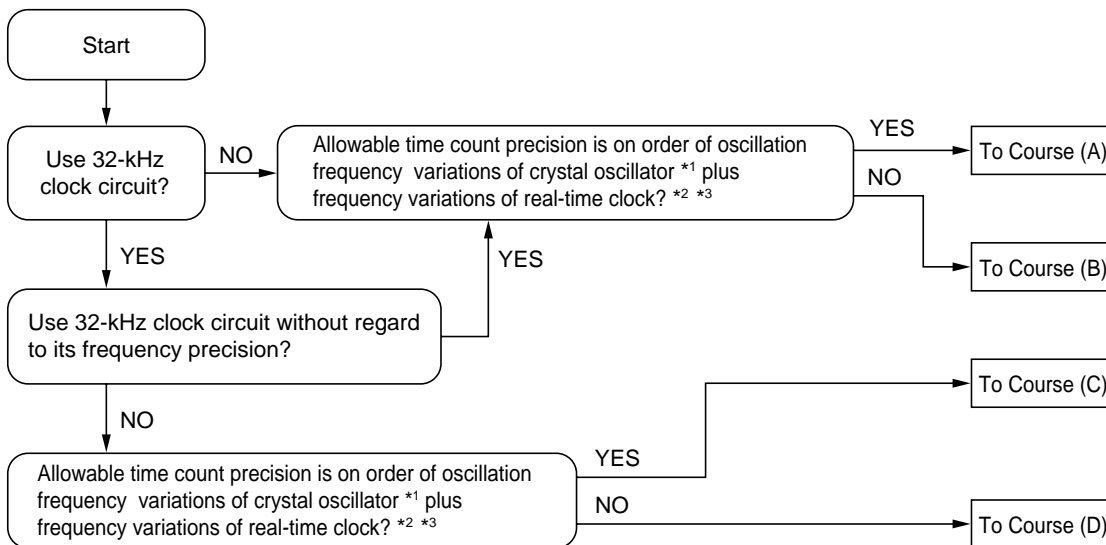 Start
Use 32-kHz
clock circuit?
NO
Allowable time count precision is on order of oscillation
frequency variations of crystal oscillator *1 plus
frequency variations of real-time clock? *2 *3
YES
To Course (A)
NO
To Course (B)
YES
YES
Use 32-kHz clock circuit without regard
to its frequency precision?
To Course (C)
NO
Allowable time count precision is on order of oscillation
frequency variations of crystal oscillator *1 plus
frequency variations of real-time clock? *2 *3
YES
NO
To Course (D)